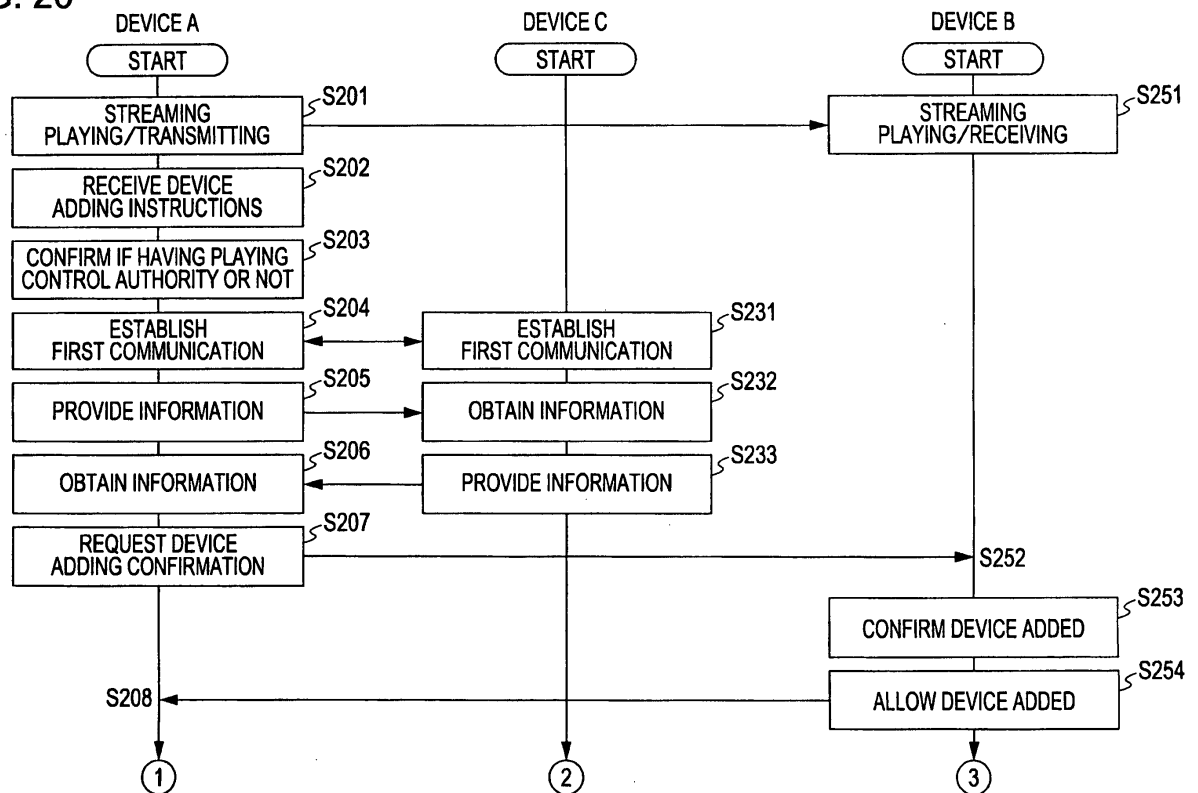 DEVICE A
DEVICE C
DEVICE B
START
START
START
STREAMING
PLAYING/TRANSMITTING
S201
STREAMING
PLAYING/RECEIVING
S251
RECEIVE DEVICE
ADDING INSTRUCTIONS
S202
CONFIRM IF HAVING PLAYING
CONTROL AUTHORITY OR NOT
S203
ESTABLISH
FIRST COMMUNICATION
S204
ESTABLISH
FIRST COMMUNICATION
S231
PROVIDE INFORMATION
S205
OBTAIN INFORMATION
S232
OBTAIN INFORMATION
S206
PROVIDE INFORMATION
S233
REQUEST DEVICE
ADDING CONFIRMATION
S207
S252
CONFIRM DEVICE ADDED
S253
S208
ALLOW DEVICE ADDED
S254
1
2
3